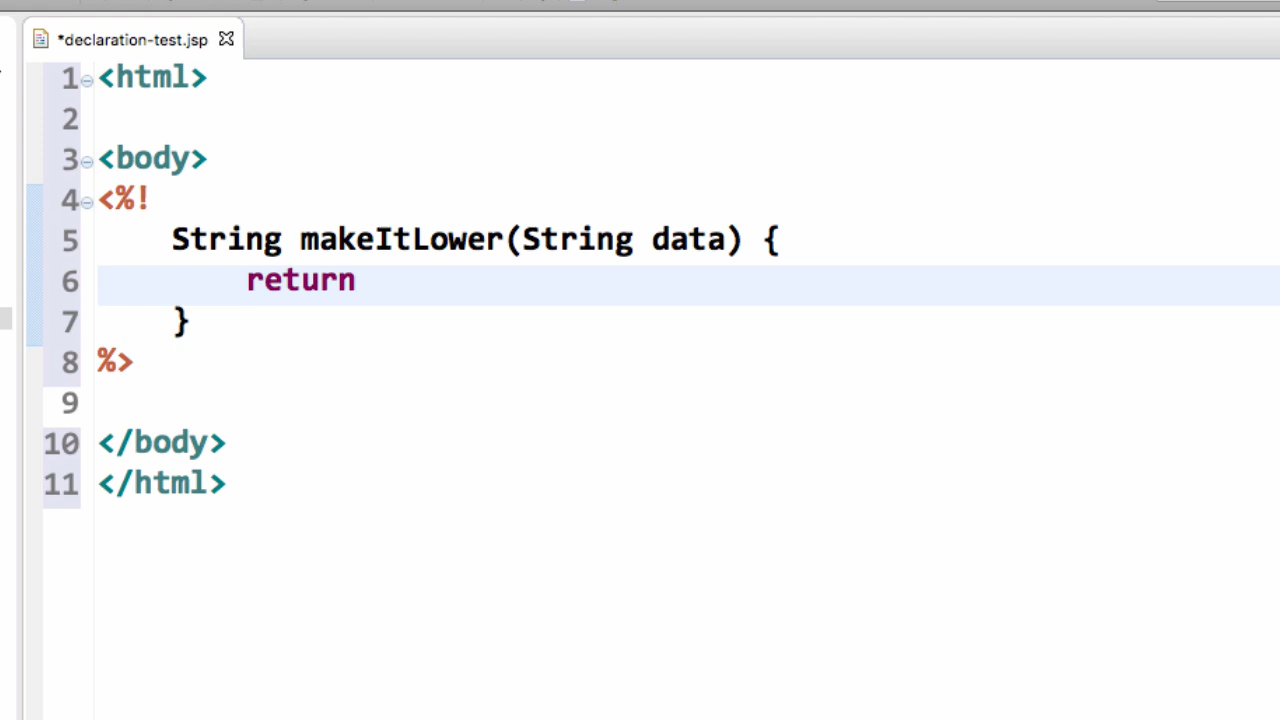 *declaration-test.jsp
1 <html>
2
3 <body>
4 <%!
5 String makeItLower(String data) {
6 return
7 }
8 %>
9
10 </body>
11 </html>